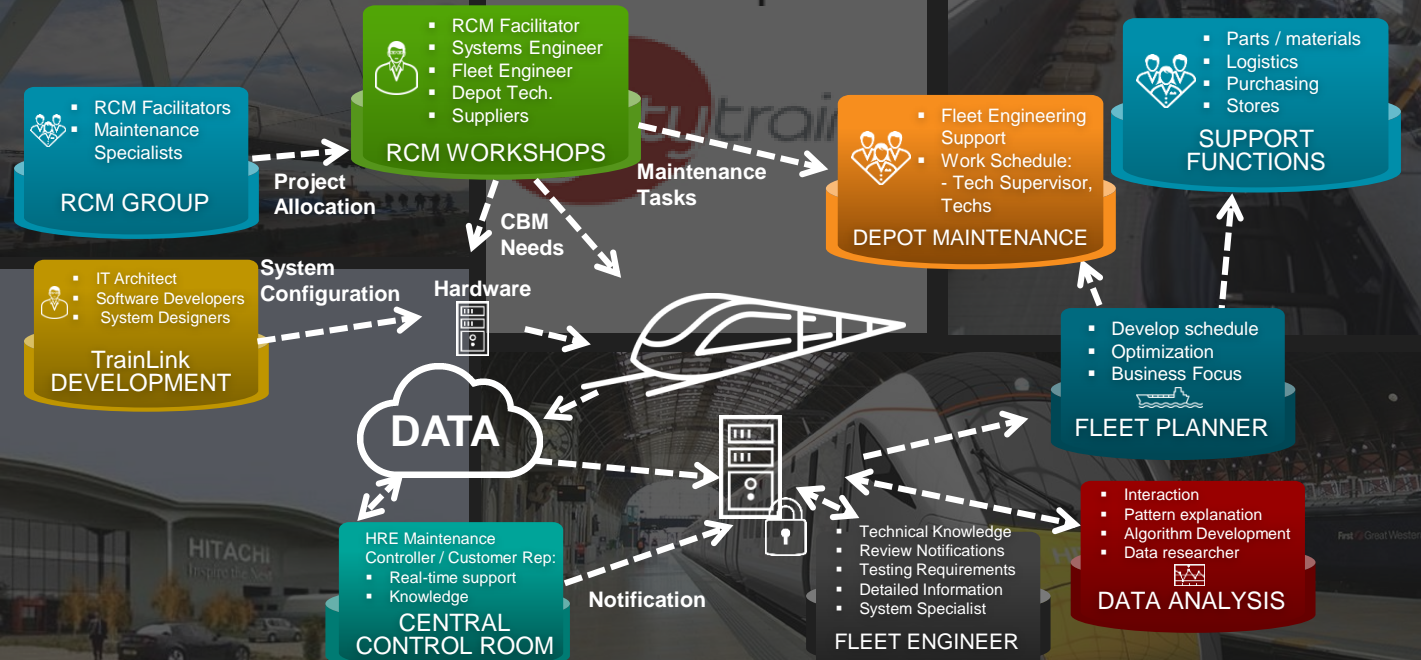 RCM Facilitators
Maintenance
Specialists
RCM GROUP
Project
Allocation
RCM Facilitator
Systems Engineer
Fleet Engineer
Depot Tech.
Suppliers
RCM WORKSHOPS
Maintenance
Tasks
CBM
Needs
Fleet Engineering
Support
Work Schedule:
- Tech Supervisor,
Techs
DEPOT MAINTENANCE
Parts / materials
Logistics
Purchasing
Stores
SUPPORT
FUNCTIONS
IT Architect
Software Developers
System Designers
TrainLink
DEVELOPMENT
System
Configuration
Hardware
DATA
Develop schedule
Optimization
Business Focus
FLEET PLANNER
HRE Maintenance
Controller / Customer Rep:
Real-time support
Knowledge
CENTRAL
CONTROL ROOM
Notification
Technical Knowledge
Review Notifications
Testing Requirements
Detailed Information
System Specialist
FLEET ENGINEER
Interaction
Pattern explanation
Algorithm Development
Data researcher
DATA ANALYSIS
HITACHI
Inspire the Next
First Great Western